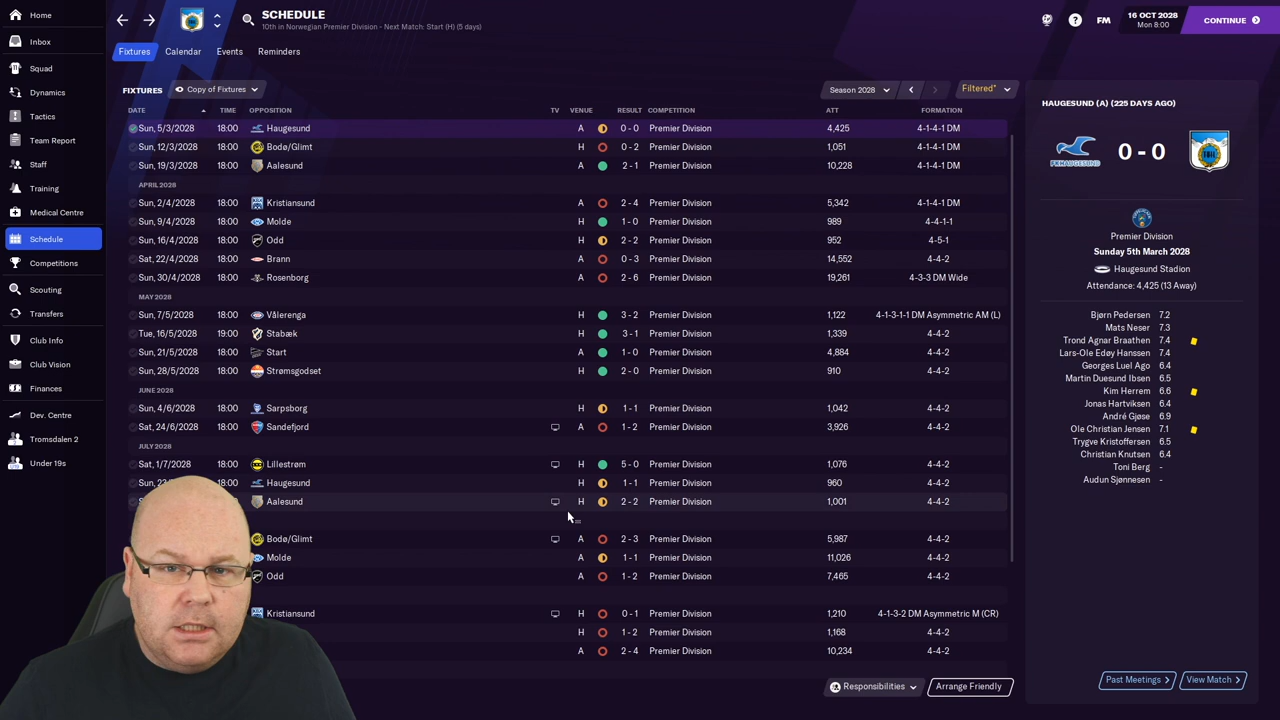 Home
Inbox
Squad
Dynamics
Tactics
Team Report
Staff
Training
Medical Centre
Schedule
Competitions
Scouting
Transfers
Club Info
Club Vision
Finances
Dev. Centre
Tromsdalen 2
Under 19s
SCHEDULE
10th in Norwegian Premier Division - Next Match: Start (H) (5 days)
FM
16 OCT 2028
Mon 8:00
CONTINUE
Fixtures Calendar Events Reminders
FIXTURES Copy of Fixtures Season 2028 Filtered*
DATE TIME OPPOSITION TV VENUE RESULT COMPETITION ATT FORMATION
Sun, 5/3/2028 18:00 Haugesund A 0 - 0 Premier Division 4,425 4-1-4-1 DM
Sun, 12/3/2028 18:00 Bodø/Glimt H 0 - 2 Premier Division 1,051 4-1-4-1 DM
Sun, 19/3/2028 18:00 Aalesund A 2 - 1 Premier Division 10,228 4-1-4-1 DM
APRIL 2028
Sun, 2/4/2028 18:00 Kristiansund A 2 - 4 Premier Division 5,342 4-1-4-1 DM
Sun, 9/4/2028 18:00 Molde H 1 - 0 Premier Division 989 4-4-1-1
Sun, 16/4/2028 18:00 Odd H 2 - 2 Premier Division 952 4-5-1
Sat, 22/4/2028 18:00 Brann A 0 - 3 Premier Division 14,552 4-4-2
Sun, 30/4/2028 18:00 Rosenborg A 2 - 6 Premier Division 19,261 4-3-3 DM Wide
MAY 2028
Sun, 7/5/2028 18:00 Vålerenga H 3 - 2 Premier Division 1,122 4-1-3-1-1 DM Asymmetric AM (L)
Tue, 16/5/2028 19:00 Stabæk H 3 - 1 Premier Division 1,339 4-4-2
Sun, 21/5/2028 18:00 Start A 1 - 0 Premier Division 4,884 4-4-2
Sun, 28/5/2028 18:00 Strømsgodset H 2 - 0 Premier Division 910 4-4-2
JUNE 2028
Sun, 4/6/2028 18:00 Sarpsborg H 1 - 1 Premier Division 1,042 4-4-2
Sat, 24/6/2028 18:00 Sandefjord A 1 - 2 Premier Division 3,926 4-4-2
JULY 2028
Sat, 1/7/2028 18:00 Lillestrøm H 5 - 0 Premier Division 1,076 4-4-2
Haugesund H 1 - 1 Premier Division 960 4-4-2
Aalesund H 2 - 2 Premier Division 1,001 4-4-2
Bodø/Glimt A 2 - 3 Premier Division 5,987 4-4-2
Molde A 1 - 1 Premier Division 11,026 4-4-2
Odd A 1 - 2 Premier Division 7,465 4-4-2
Kristiansund H 0 - 1 Premier Division 1,210 4-1-3-2 DM Asymmetric M (CR)
H 1 - 2 Premier Division 1,168 4-4-2
A 2 - 4 Premier Division 10,234 4-4-2
Responsibilities Arrange Friendly
HAUGESUND (A) (225 DAYS AGO)
0 - 0
Premier Division
Sunday 5th March 2028
Haugesund Stadion
Attendance: 4,425 (13 Away)
Bjørn Pedersen 7.2
Mats Neser 7.3
Trond Agnar Braathen 7.4
Lars-Ole Edøy Hanssen 7.4
Georges Luel Ago 6.4
Martin Duesund Ibsen 6.5
Kim Herrem 6.6
Jonas Hartviksen 6.4
André Gjøse 6.9
Ole Christian Jensen 7.1
Trygve Kristoffersen 6.5
Christian Knutsen 6.4
Toni Berg -
Audun Sjønnesen -
Past Meetings View Match